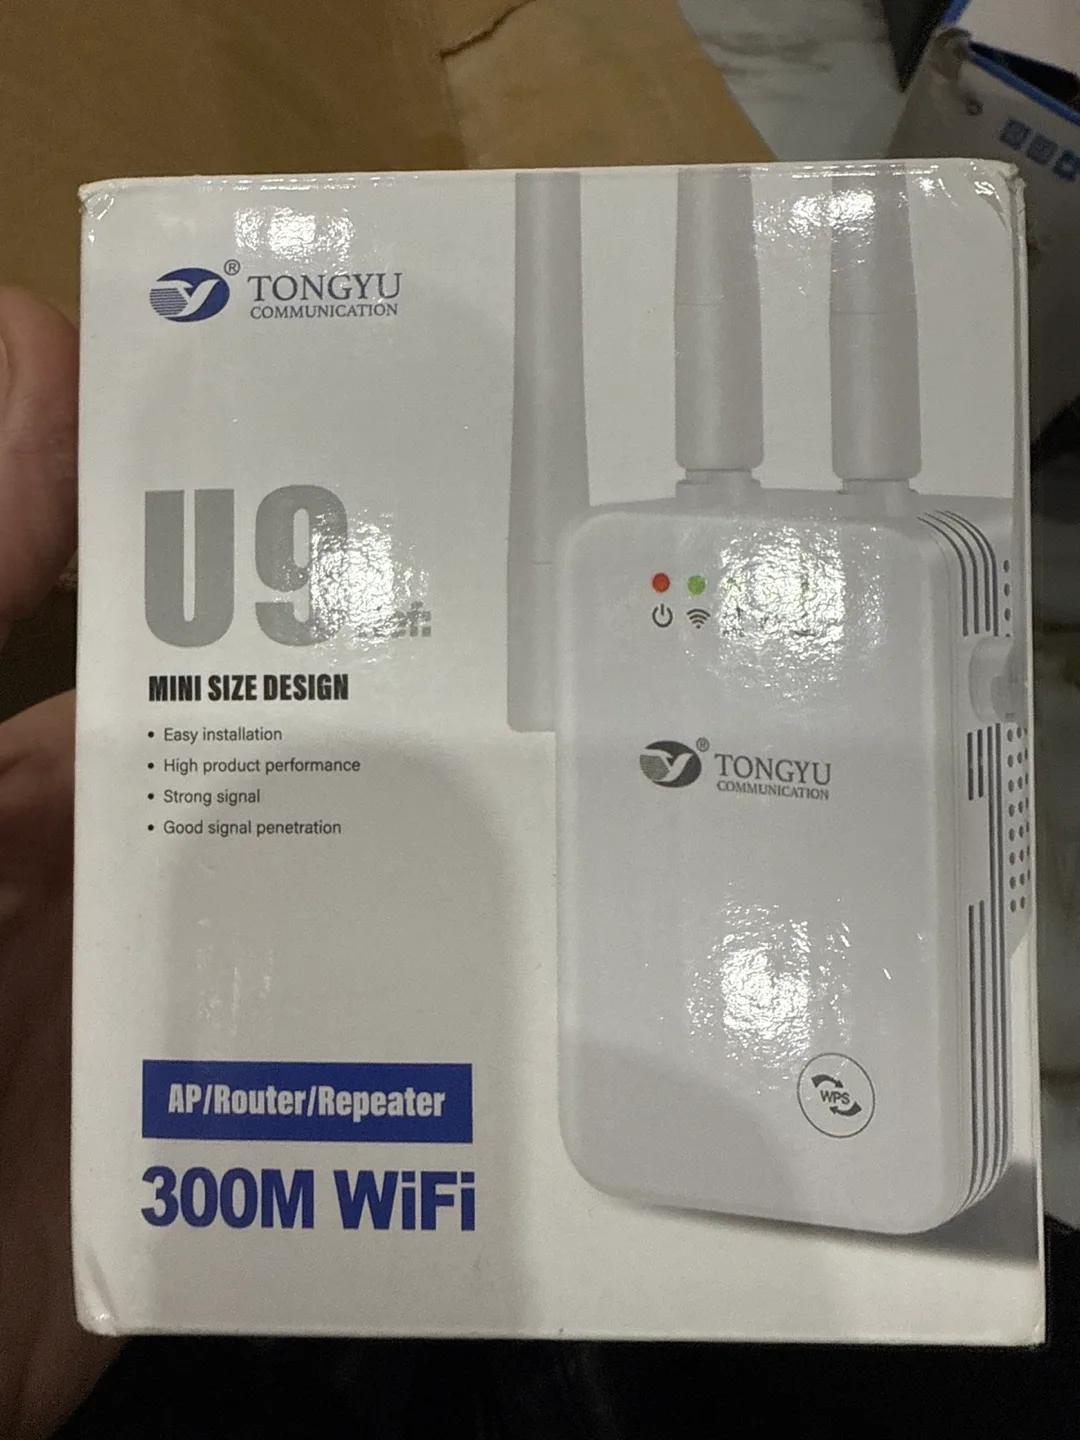 ® TONGYU
COMMUNICATION
U9
MINI SIZE DESIGN
• Easy installation
• High product performance
• Strong signal
• Good signal penetration
AP/Router/Repeater
300M WiFi
® TONGYU
COMMUNICATION
WPS